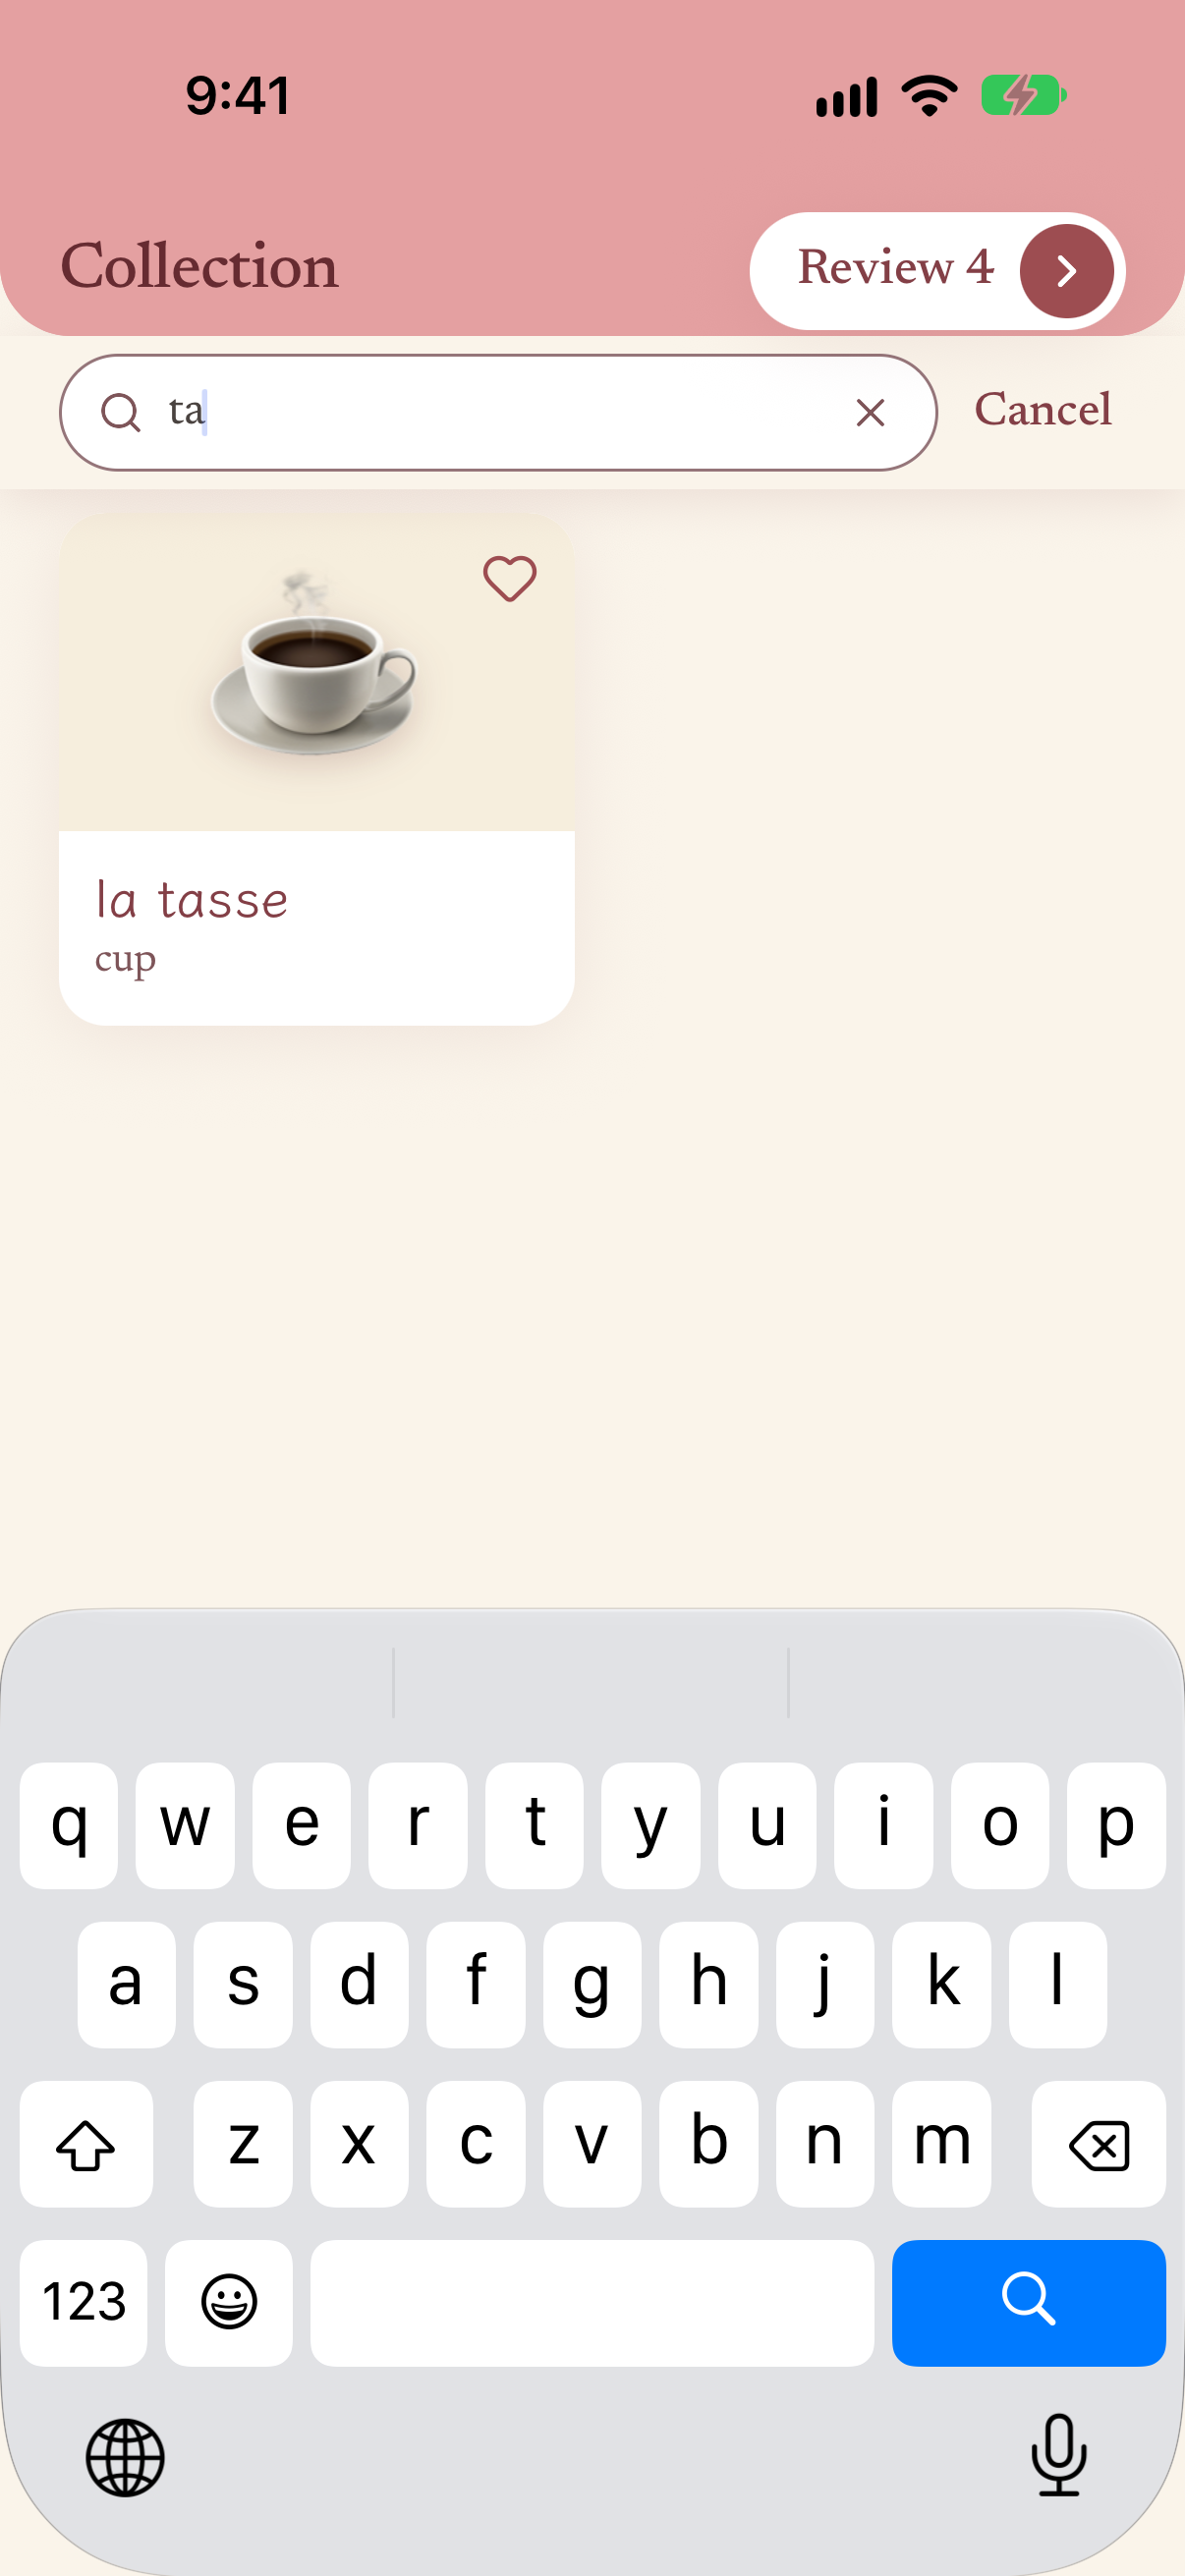 9:41
Collection
Review 4
ta
Cancel
la tasse
cup
q w e r t y u i o p
a s d f g h j k l
z x c v b n m
123